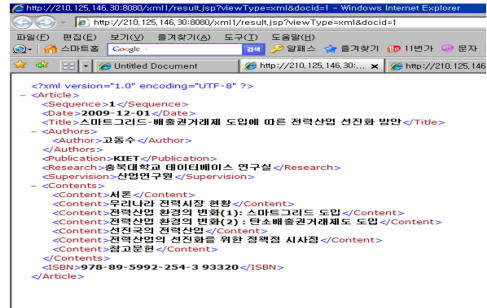 http://210,125,146,30:8080/xml1/result.jsp?viewType=xml&docid=1 - Windows Internet Explorer
http://210,125,146,30:8080/xml1/result.jsp?viewType=xml&docid=1
파일(F) 편집(E) 보기(V) 즐겨찾기(A) 도구(T) 도움말(H)
스마트홈 Google 검색 알패스 즐겨찾기 11번가 문자
Untitled Document http://210,125,146,30:... x http://210,125,146
<?xml version="1.0" encoding="UTF-8" ?>
- <Article>
<Sequence>1</Sequence>
<Date>2009-12-01</Date>
<Title>스마트그리드-배출권거래제 도입에 따른 전력산업 선진화 방안</Title>
- <Authors>
<Author>고동수</Author>
</Authors>
<Publication>KIET</Publication>
<Research>충북대학교 데이터베이스 연구실</Research>
<Supervision>산업연구원</Supervision>
- <Contents>
<Content>서론</Content>
<Content>우리나라 전력시장 현황</Content>
<Content>전력산업 환경의 변화(1): 스마트그리드 도입</Content>
<Content>전력산업 환경의 변화(2) : 탄소배출권거래제도 도입</Content>
<Content>선진국의 전력산업</Content>
<Content>전력산업의 선진화를 위한 정책점 시사점</Content>
<Content>참고문헌</Content>
</Contents>
<ISBN>978-89-5992-254-3 93320</ISBN>
</Article>